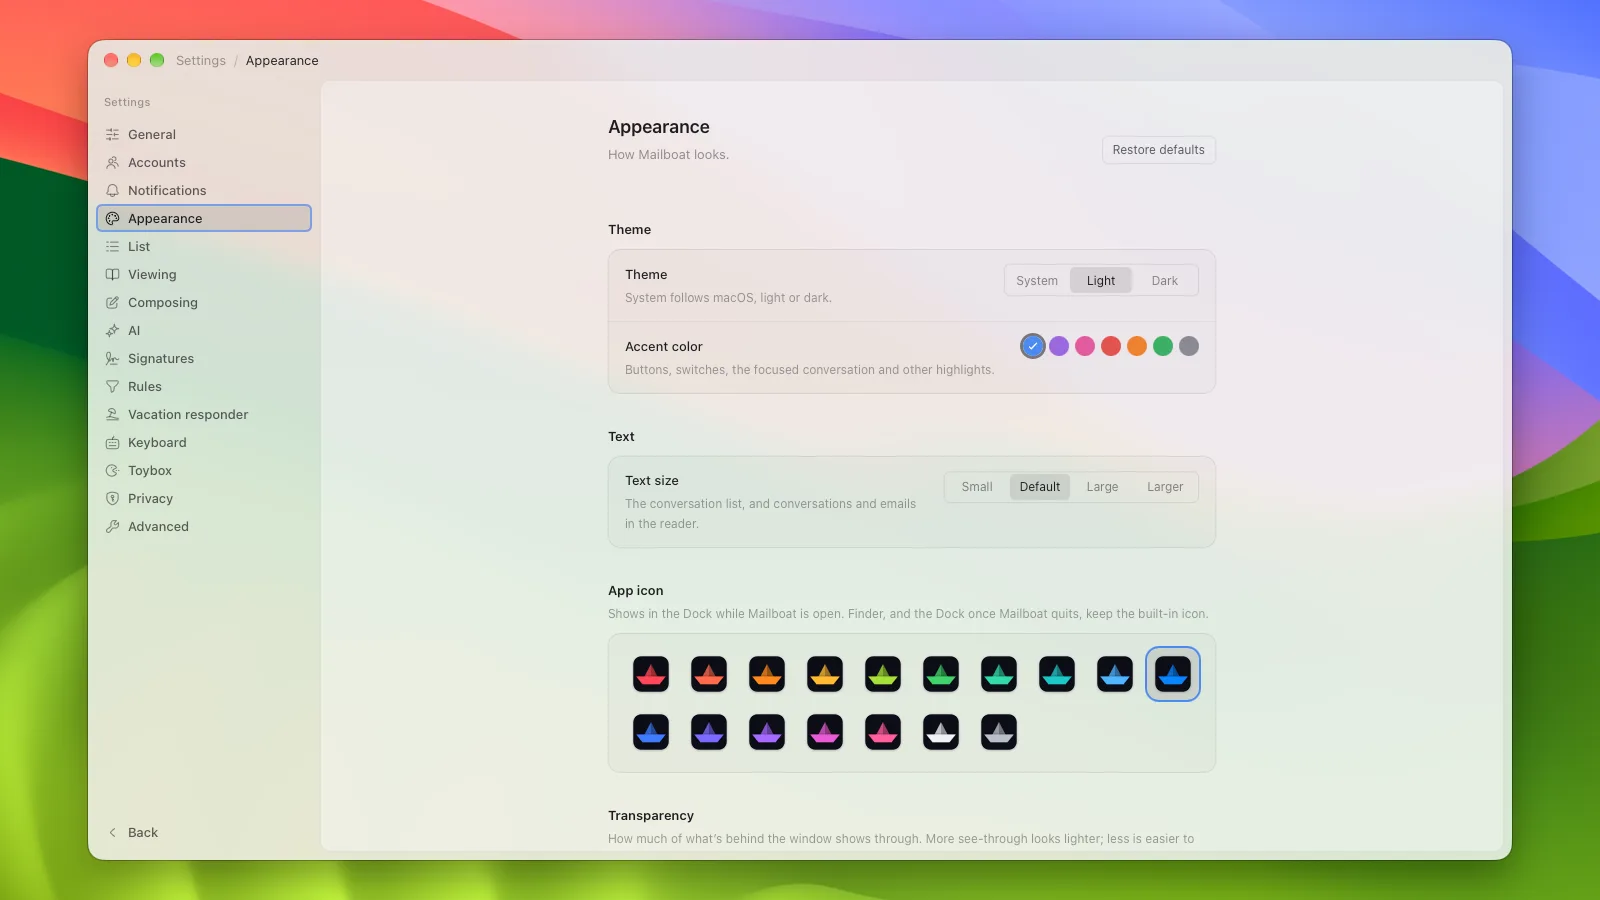 Settings / Appearance
Settings
General
Accounts
Notifications
Appearance
List
Viewing
Composing
AI
Signatures
Rules
Vacation responder
Keyboard
Toybox
Privacy
Advanced
Back
Appearance
How Mailboat looks.
Restore defaults
Theme
Theme
System follows macOS, light or dark.
System Light Dark
Accent color
Buttons, switches, the focused conversation and other highlights.
Text
Text size
The conversation list, and conversations and emails
in the reader.
Small Default Large Larger
App icon
Shows in the Dock while Mailboat is open. Finder, and the Dock once Mailboat quits, keep the built-in icon.
Transparency
How much of what's behind the window shows through. More see-through looks lighter; less is easier to